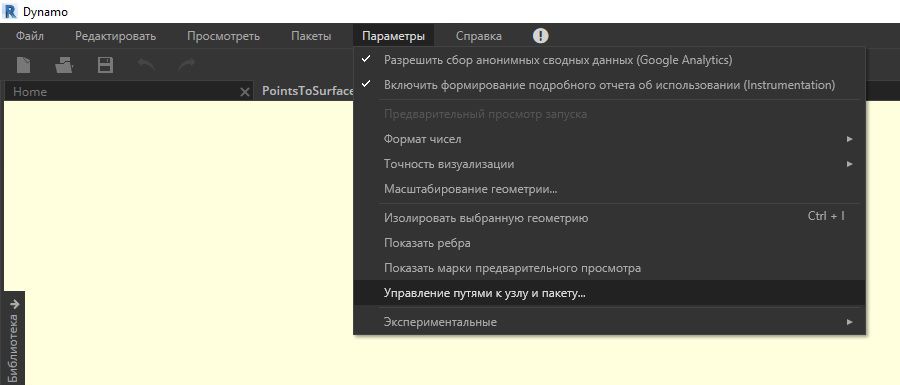 Dynamo
Файл Редактировать Просмотреть Пакеты Параметры Справка
Home PointsToSurface
Разрешить сбор анонимных сводных данных (Google Analytics)
Включить формирование подробного отчета об использовании (Instrumentation)
Предварительный просмотр запуска
Формат чисел
Точность визуализации
Масштабирование геометрии...
Изолировать выбранную геометрию Ctrl + I
Показать ребра
Показать марки предварительного просмотра
Управление путями к узлу и пакету...
Экспериментальные
Библиотека